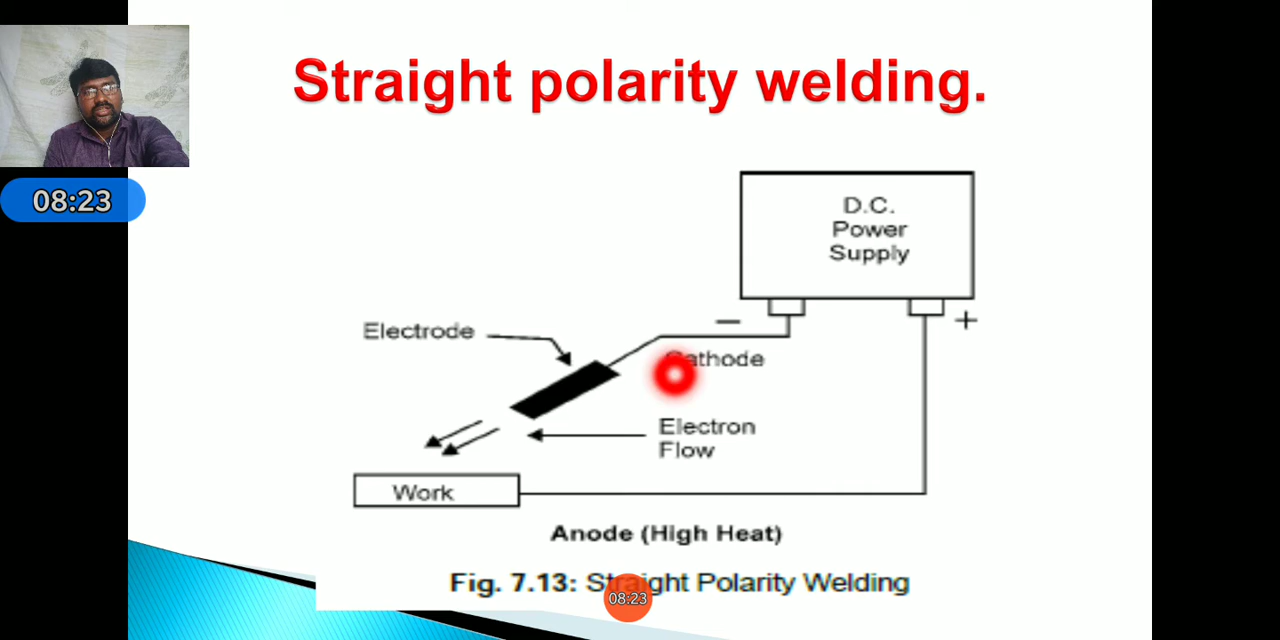 Straight polarity welding.
08:23
D.C.
Power
Supply
Electrode
−
+
Cathode
Electron
Flow
Work
Anode (High Heat)
Fig. 7.13: Straight Polarity Welding
08:23